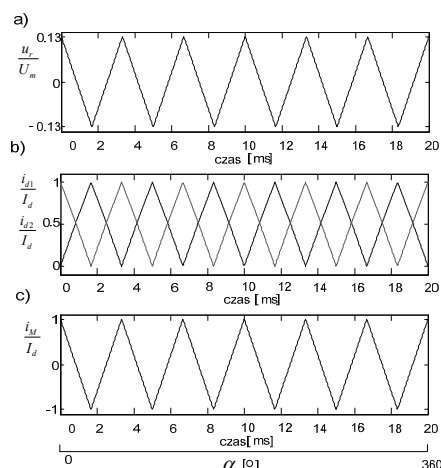 a)
0.13
u_r
U_m
0
-0.13
0 2 4 6 8 10 12 14 16 18 20
czas [ms]
b)
i_d1
I_d
1
i_d2
I_d
0.5
0
0 2 4 6 8 10 12 14 16 18 20
czas [ms]
c)
i_M
I_d
1
0
-1
0 2 4 6 8 10 12 14 16 18 20
czas[ms]
0 α [O] 360